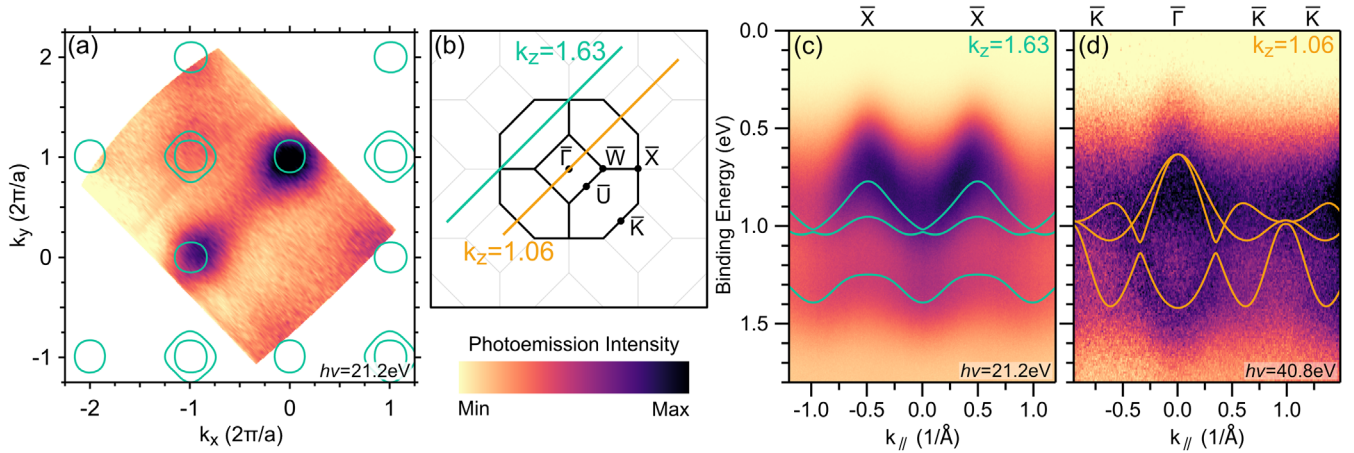 (a)
k_y (2π/a)
2
1
0
-1
-2 -1 0 1
k_x (2π/a)
hν=21.2eV
(b)
k_z=1.63
Γ̅ W̅ X̅
U̅
K̅
k_z=1.06
Photoemission Intensity
Min Max
X̅ X̅
(c) k_z=1.63
Binding Energy (eV)
0.0
0.5
1.0
1.5
hν=21.2eV
-1.0 -0.5 0.0 0.5 1.0
k_∥ (1/Å)
K̅ Γ̅ K̅ K̅
(d) k_z=1.06
hν=40.8eV
-0.5 0.0 0.5 1.0
k_∥ (1/Å)